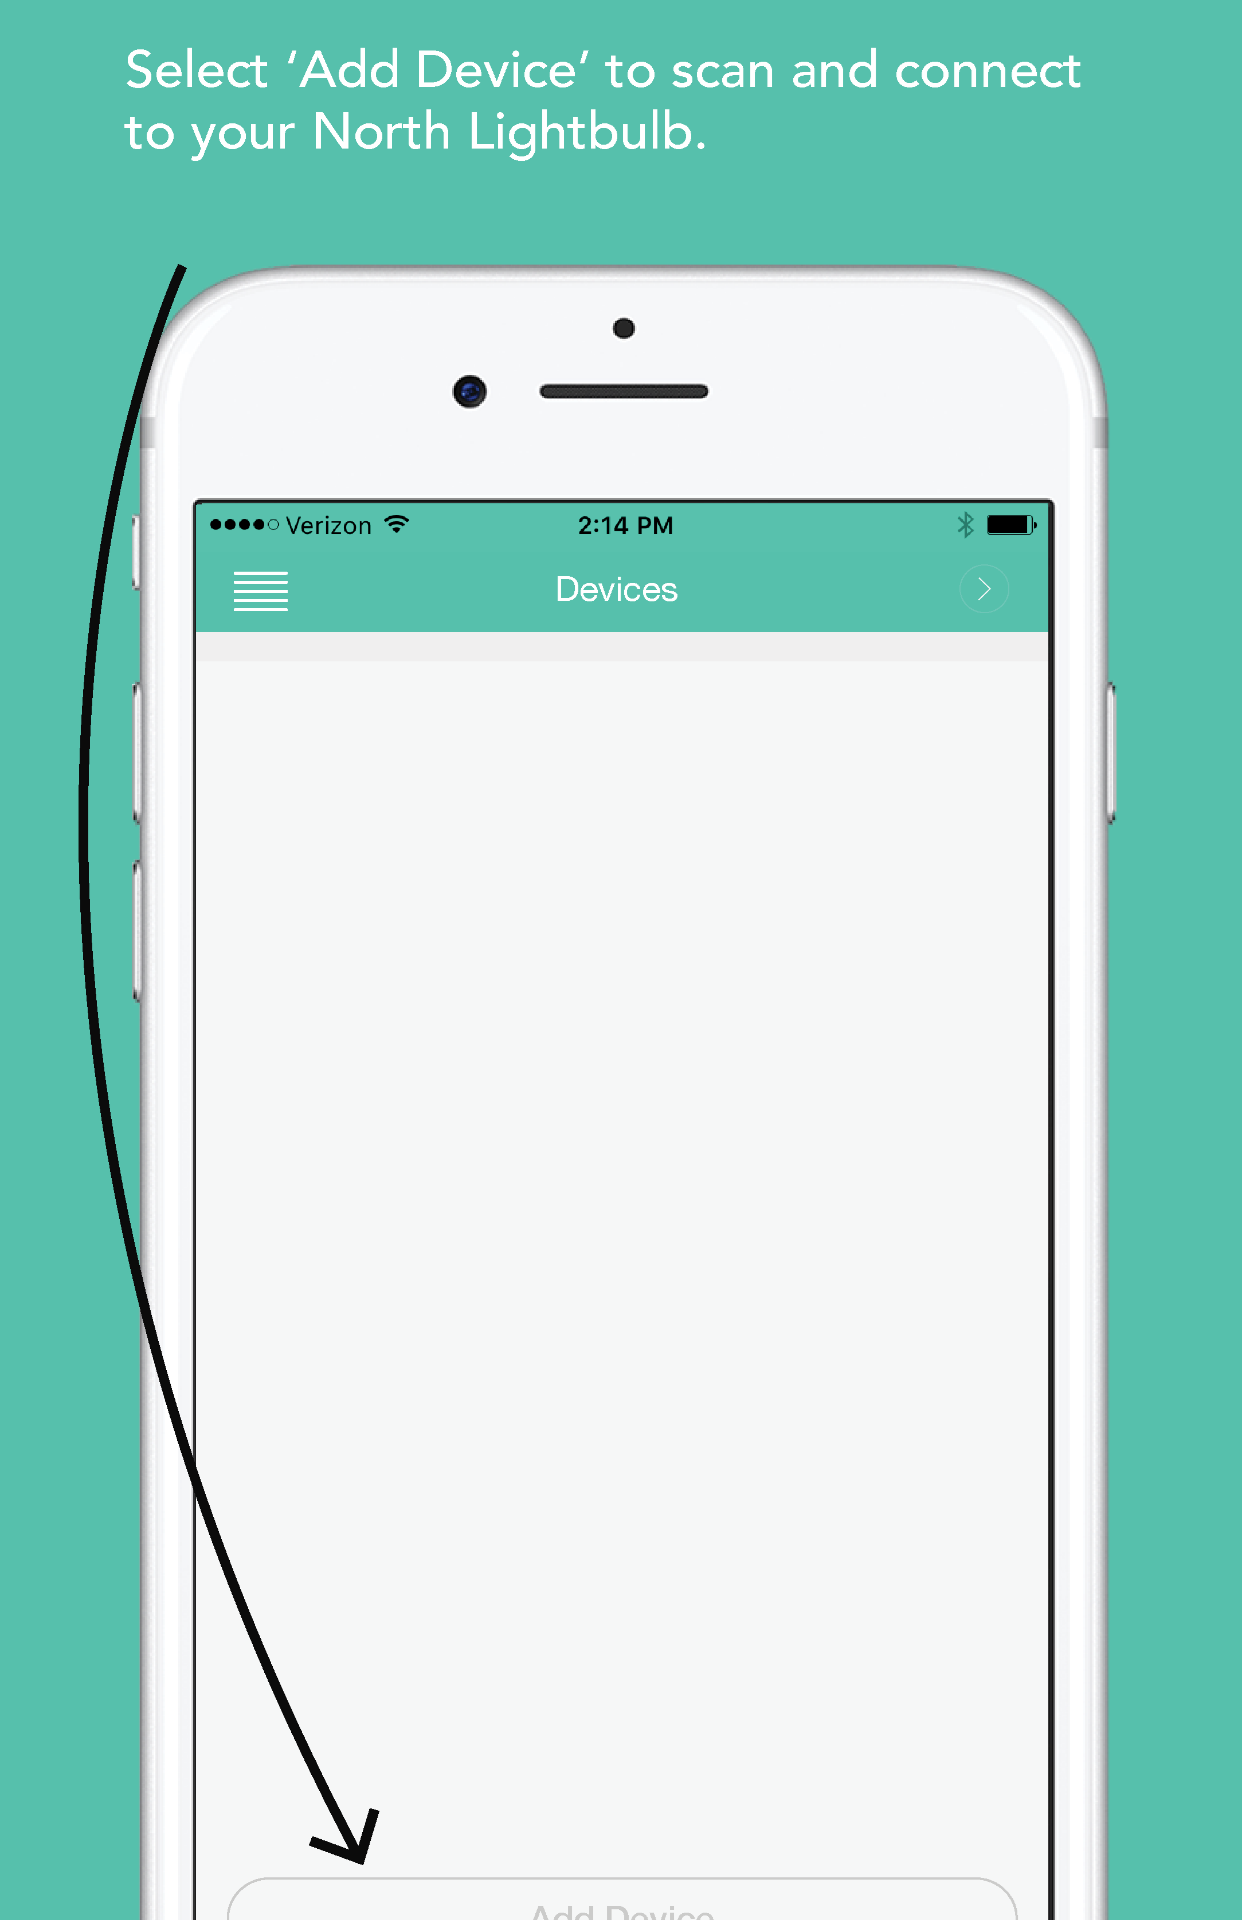 Select ‘Add Device’ to scan and connect
to your North Lightbulb.
Verizon 2:14 PM
Devices
Add Device